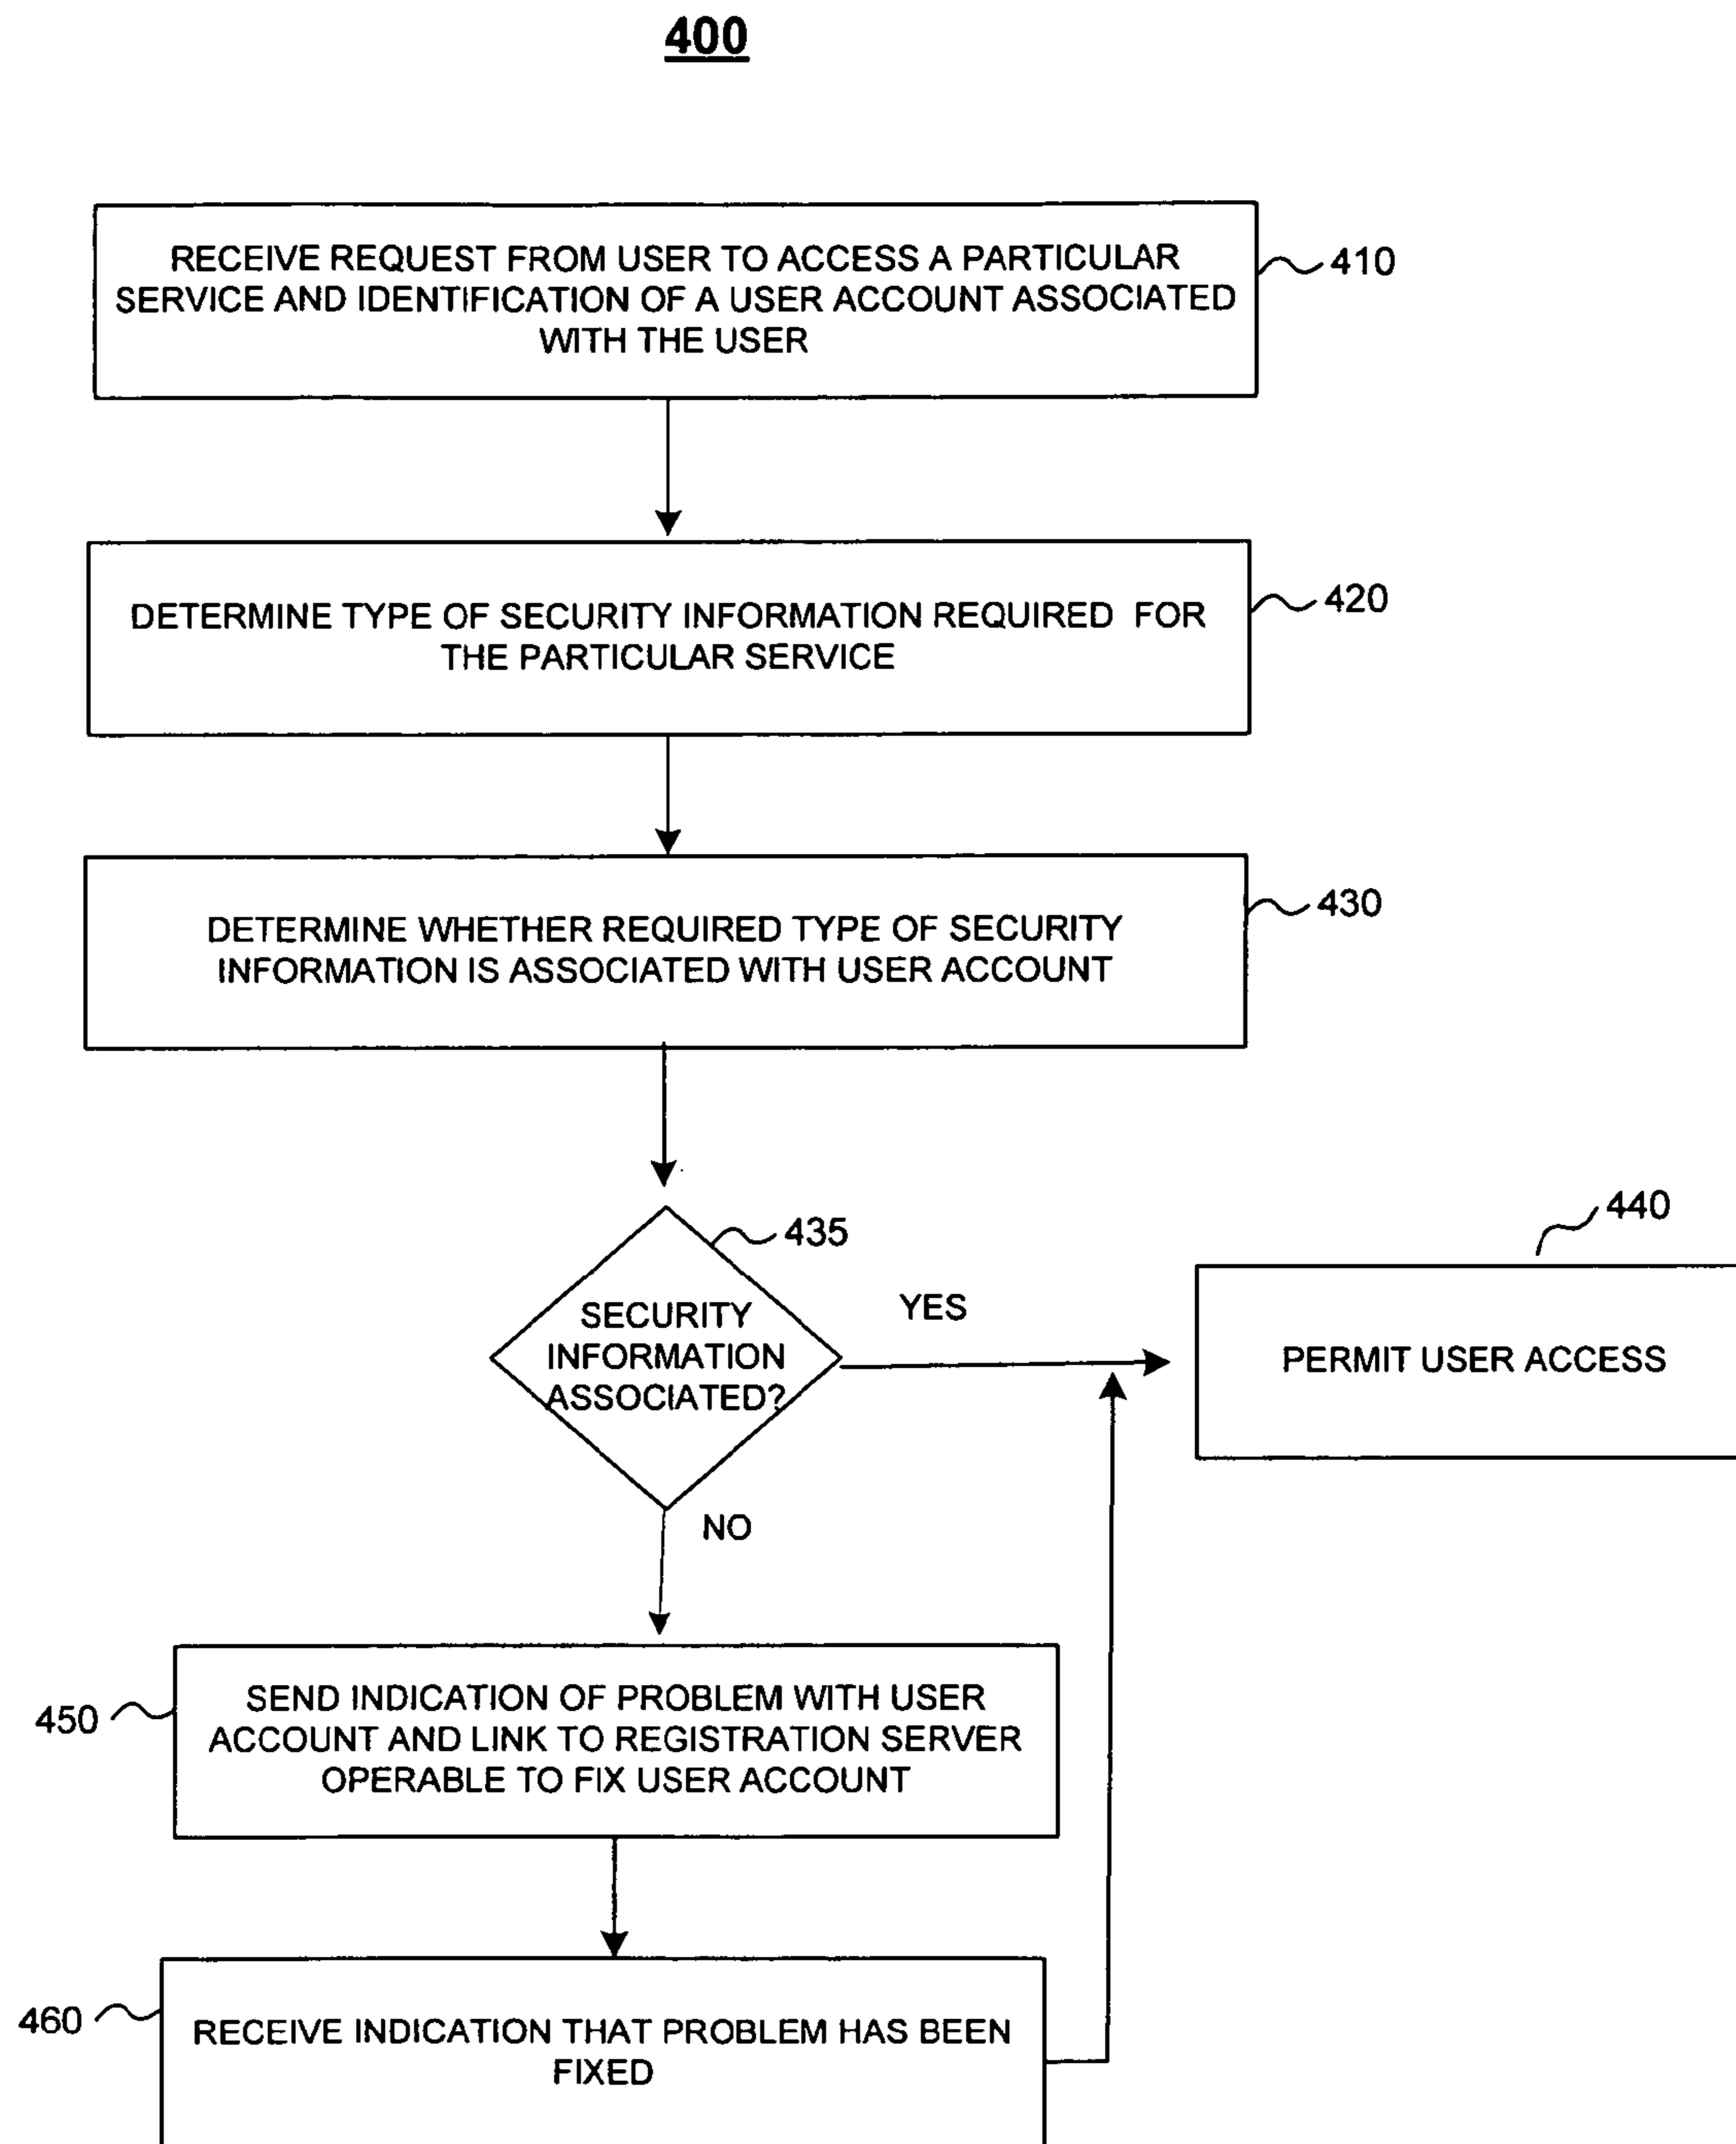 400
RECEIVE REQUEST FROM USER TO ACCESS A PARTICULAR
SERVICE AND IDENTIFICATION OF A USER ACCOUNT ASSOCIATED
WITH THE USER
410
DETERMINE TYPE OF SECURITY INFORMATION REQUIRED FOR
THE PARTICULAR SERVICE
420
DETERMINE WHETHER REQUIRED TYPE OF SECURITY
INFORMATION IS ASSOCIATED WITH USER ACCOUNT
430
435
SECURITY
INFORMATION
ASSOCIATED?
YES
440
PERMIT USER ACCESS
NO
450
SEND INDICATION OF PROBLEM WITH USER
ACCOUNT AND LINK TO REGISTRATION SERVER
OPERABLE TO FIX USER ACCOUNT
460
RECEIVE INDICATION THAT PROBLEM HAS BEEN
FIXED